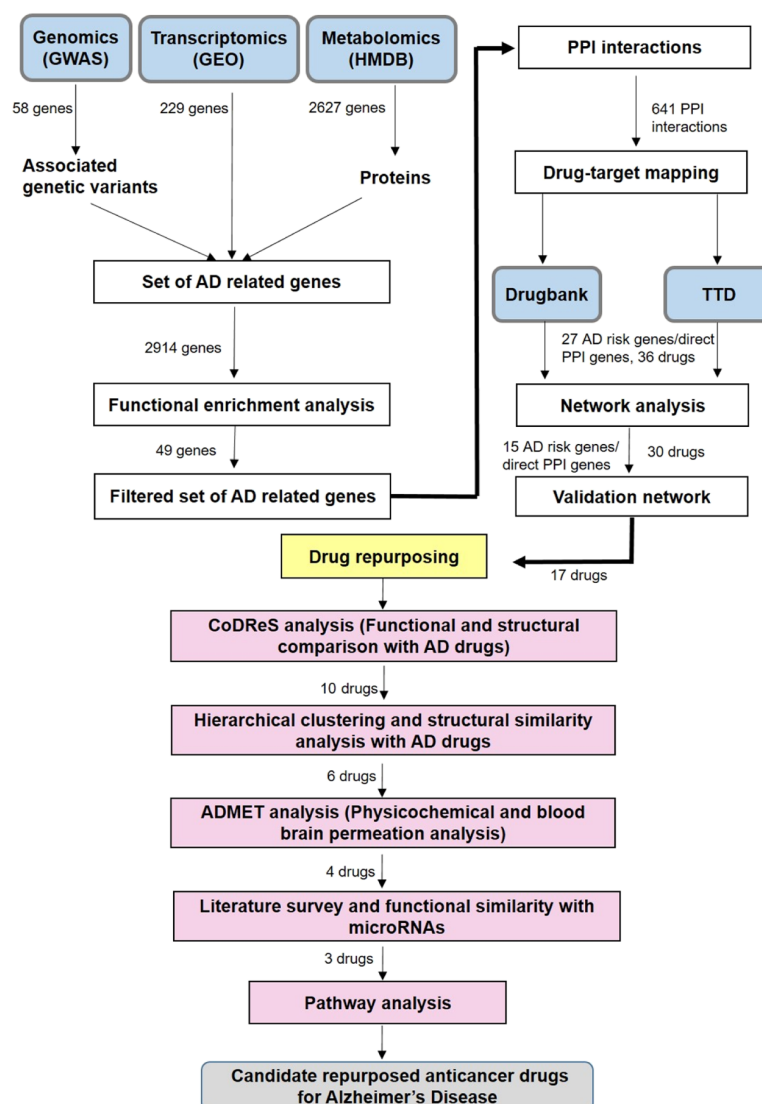 Genomics
(GWAS)
Transcriptomics
(GEO)
Metabolomics
(HMDB)
58 genes
229 genes
2627 genes
Associated
genetic variants
Proteins
Set of AD related genes
2914 genes
Functional enrichment analysis
49 genes
Filtered set of AD related genes
PPI interactions
641 PPI
interactions
Drug-target mapping
Drugbank
TTD
27 AD risk genes/direct
PPI genes, 36 drugs
Network analysis
15 AD risk genes/
direct PPI genes
30 drugs
Validation network
17 drugs
Drug repurposing
CoDReS analysis (Functional and structural
comparison with AD drugs)
10 drugs
Hierarchical clustering and structural similarity
analysis with AD drugs
6 drugs
ADMET analysis (Physicochemical and blood
brain permeation analysis)
4 drugs
Literature survey and functional similarity with
microRNAs
3 drugs
Pathway analysis
Candidate repurposed anticancer drugs
for Alzheimer's Disease